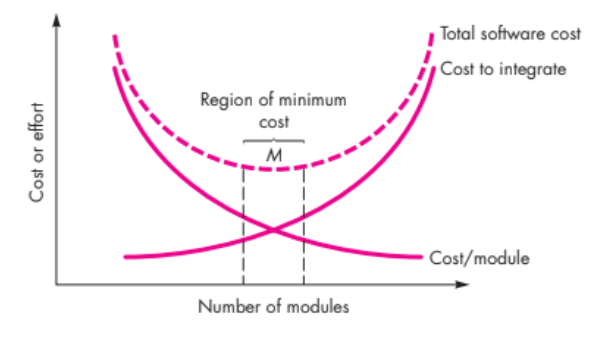 Total software cost
Cost to integrate
Region of minimum
cost
M
Cost or effort
Cost/module
Number of modules